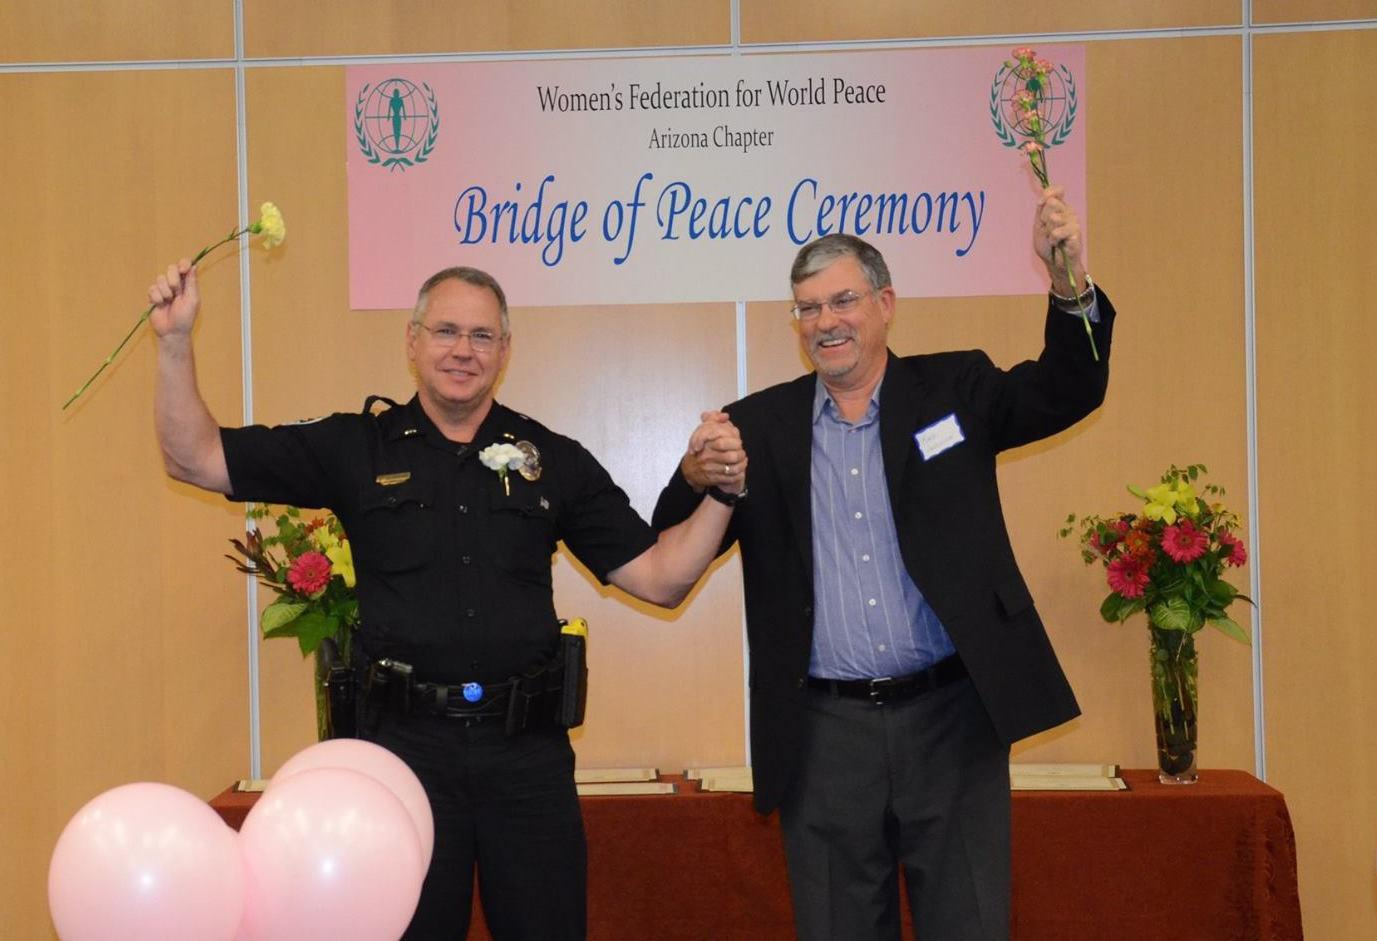 Women's Federation for World Peace
Arizona Chapter
Bridge of Peace Ceremony